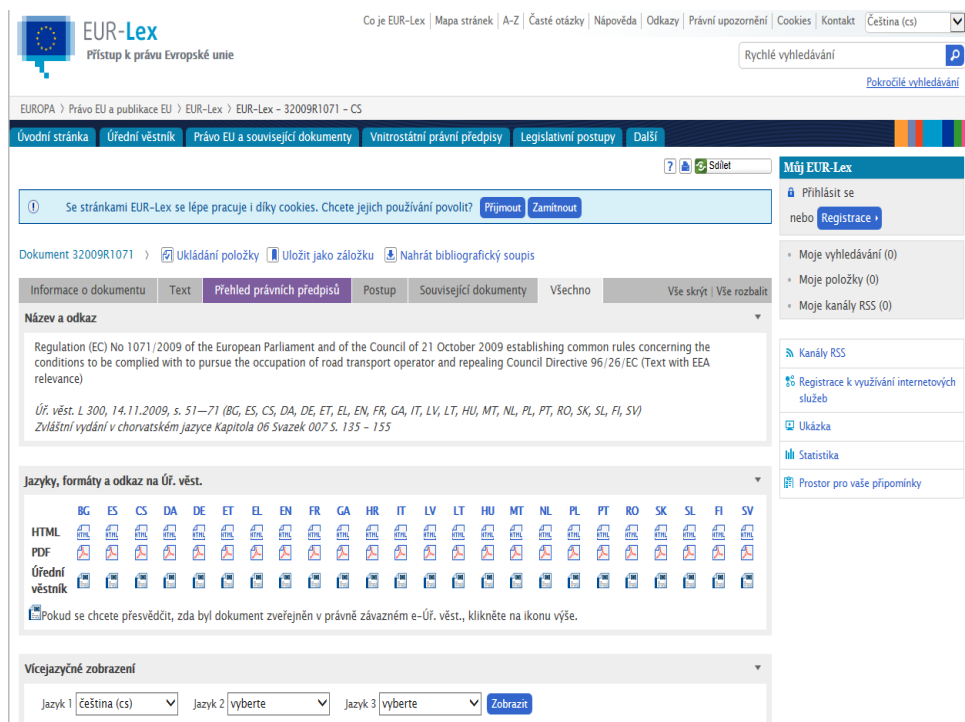 Co je EUR-Lex | Mapa stránek | A-Z | Časté otázky | Nápověda | Odkazy | Právní upozornění | Cookies | Kontakt Čeština (cs)
EUR-Lex
Přístup k právu Evropské unie
Rychlé vyhledávání
Pokročilé vyhledávání
EUROPA > Právo EU a publikace EU > EUR-Lex > EUR-Lex - 32009R1071 - CS
Úvodní stránka Úřední věstník Právo EU a související dokumenty Vnitrostátní právní předpisy Legislativní postupy Další
? Sdílet
Můj EUR-Lex
Přihlásit se
nebo Registrace
Se stránkami EUR-Lex se lépe pracuje i díky cookies. Chcete jejich používání povolit? Přijmout Zamítnout
Dokument 32009R1071 > Ukládání položky Uložit jako záložku Nahrát bibliografický soupis
Moje vyhledávání (0)
Moje položky (0)
Moje kanály RSS (0)
Informace o dokumentu Text Přehled právních předpisů Postup Související dokumenty Všechno Vše skrýt | Vše rozbalit
Název a odkaz
Regulation (EC) No 1071/2009 of the European Parliament and of the Council of 21 October 2009 establishing common rules concerning the
conditions to be complied with to pursue the occupation of road transport operator and repealing Council Directive 96/26/EC (Text with EEA
relevance)
Úř. věst. L 300, 14.11.2009, s. 51—71 (BG, ES, CS, DA, DE, ET, EL, EN, FR, GA, IT, LV, LT, HU, MT, NL, PL, PT, RO, SK, SL, FI, SV)
Zvláštní vydání v chorvatském jazyce Kapitola 06 Svazek 007 S. 135 - 155
Kanály RSS
Registrace k využívání internetových
služeb
Ukázka
Statistika
Prostor pro vaše připomínky
Jazyky, formáty a odkaz na Úř. věst.
BG ES CS DA DE ET EL EN FR GA HR IT LV LT HU MT NL PL PT RO SK SL FI SV
HTML
PDF
Úřední
věstník
Pokud se chcete přesvědčit, zda byl dokument zveřejněn v právně závazném e-Úř. věst., klikněte na ikonu výše.
Vícejazyčné zobrazení
Jazyk 1 čeština (cs) Jazyk 2 vyberte Jazyk 3 vyberte Zobrazit